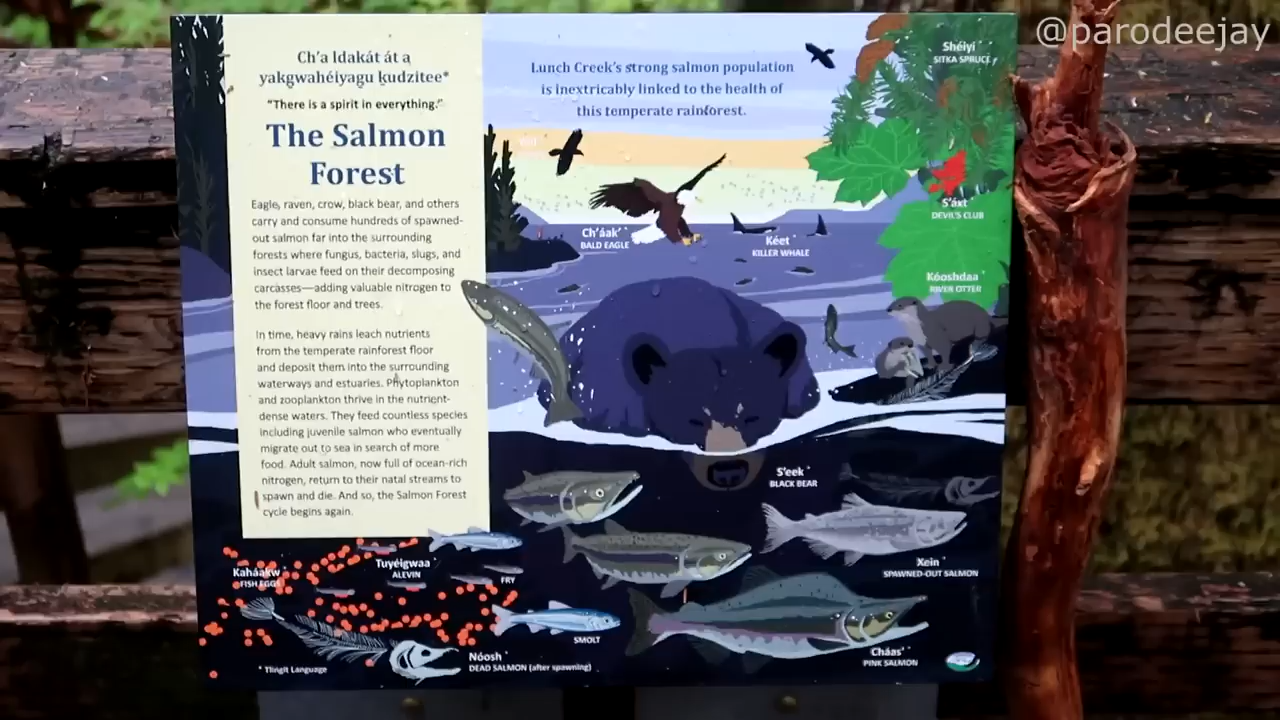 @parodeejay
Ch'a ldakát át a̱
yakgwahéiyagu ḵudzitee*
"There is a spirit in everything."
The Salmon
Forest
Eagle, raven, crow, black bear, and others
carry and consume hundreds of spawned-
out salmon far into the surrounding
forests where fungus, bacteria, slugs, and
insect larvae feed on their decomposing
carcasses—adding valuable nitrogen to
the forest floor and trees.
In time, heavy rains leach nutrients
from the temperate rainforest floor
and deposit them into the surrounding
waterways and estuaries. Phytoplankton
and zooplankton thrive in the nutrient-
dense waters. They feed countless species
including juvenile salmon who eventually
migrate out to sea in search of more
food. Adult salmon, now full of ocean-rich
nitrogen, return to their natal streams to
spawn and die. And so, the Salmon Forest
cycle begins again.
Lunch Creek's strong salmon population
is inextricably linked to the health of
this temperate rainforest.
Shéiyi*
SITKA SPRUCE
S'áxt*
DEVIL'S CLUB
Ch'áak'*
BALD EAGLE
Kéet*
KILLER WHALE
Kóoshdaa*
RIVER OTTER
S'eek*
BLACK BEAR
Xein*
SPAWNED-OUT SALMON
Kaháakw*
FISH EGGS
Tuyéigwaa*
ALEVIN
FRY
SMOLT
Nóosh*
DEAD SALMON (after spawning)
Cháas'*
PINK SALMON
* Tlingit Language